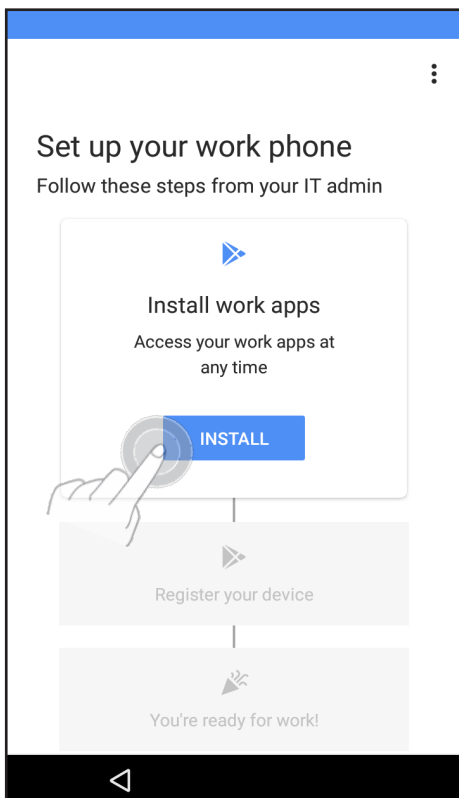 Set up your work phone
Follow these steps from your IT admin
Install work apps
Access your work apps at
any time
INSTALL
Register your device
You're ready for work!